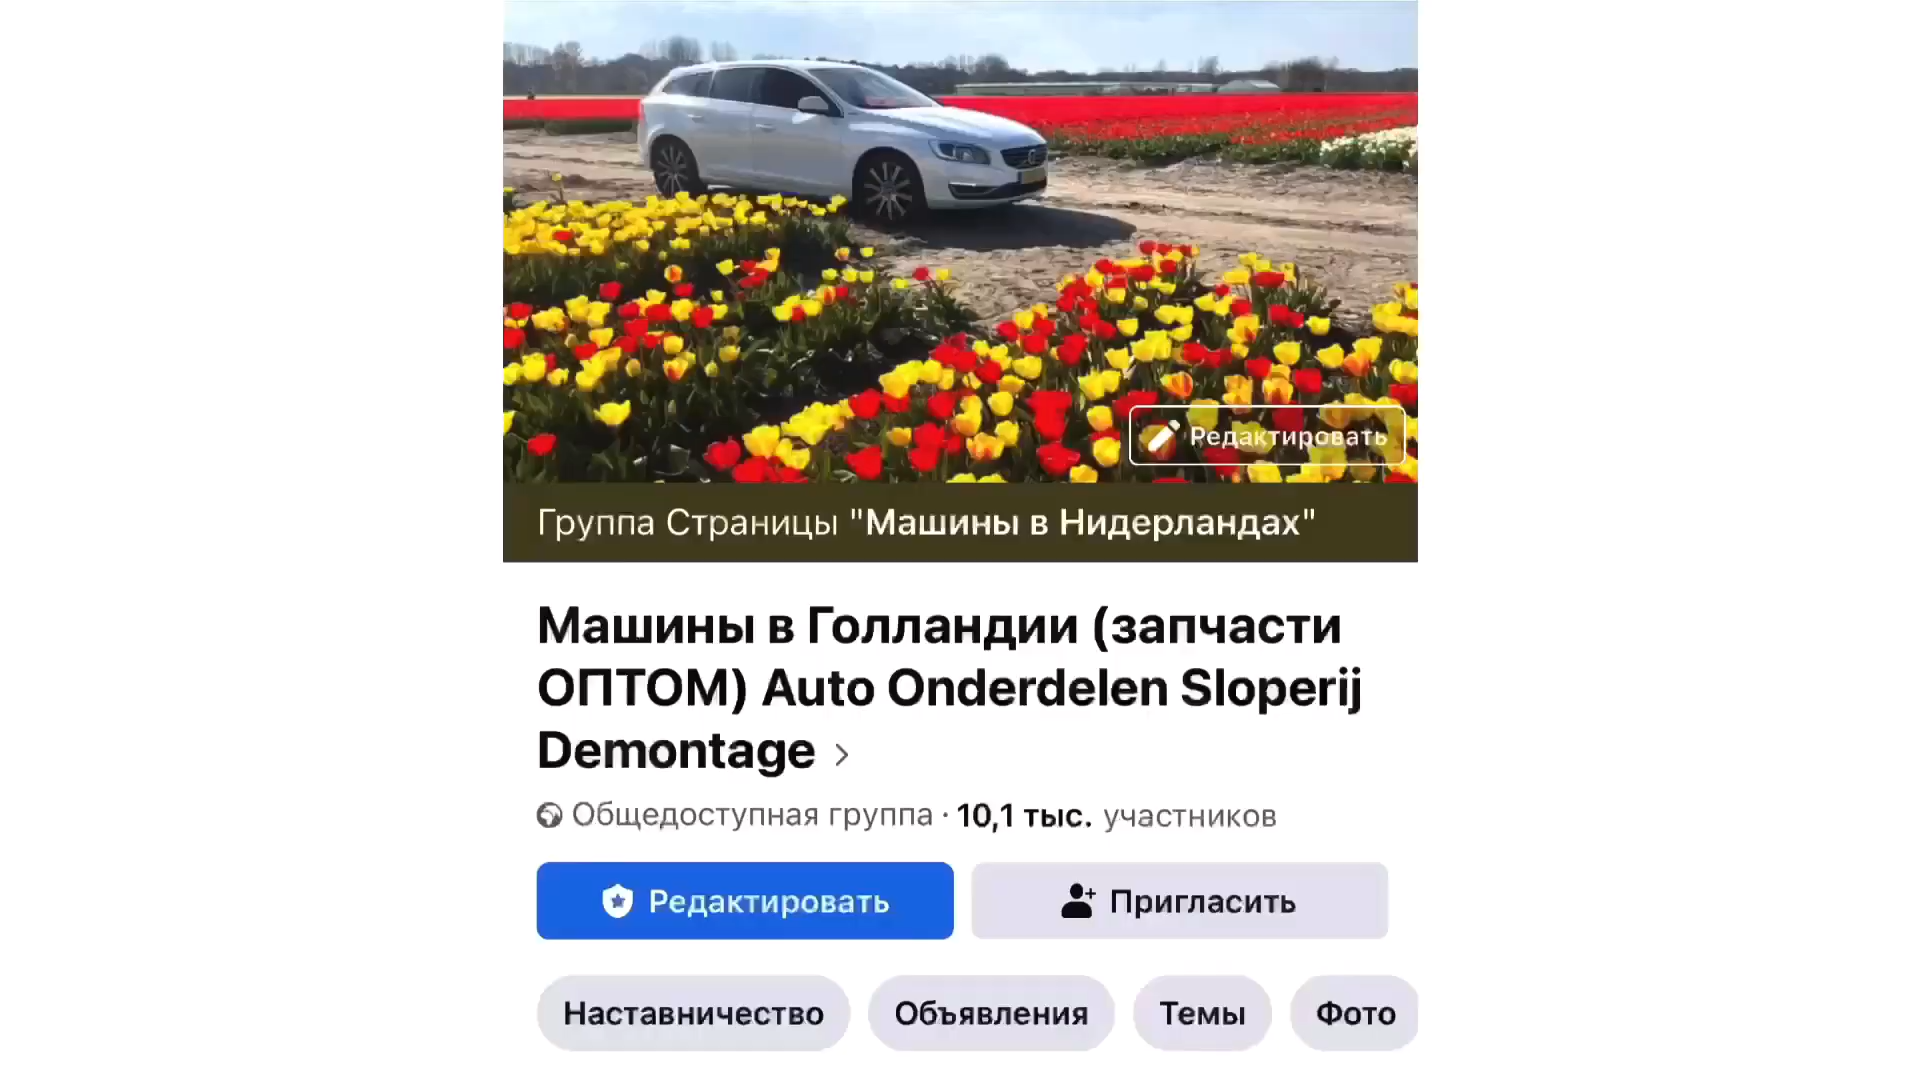 Редактировать
Группа Страницы "Машины в Нидерландах"
Машины в Голландии (запчасти
ОПТОМ) Auto Onderdelen Sloperij
Demontage >
Общедоступная группа · 10,1 тыс. участников
Редактировать Пригласить
Наставничество Объявления Темы Фото